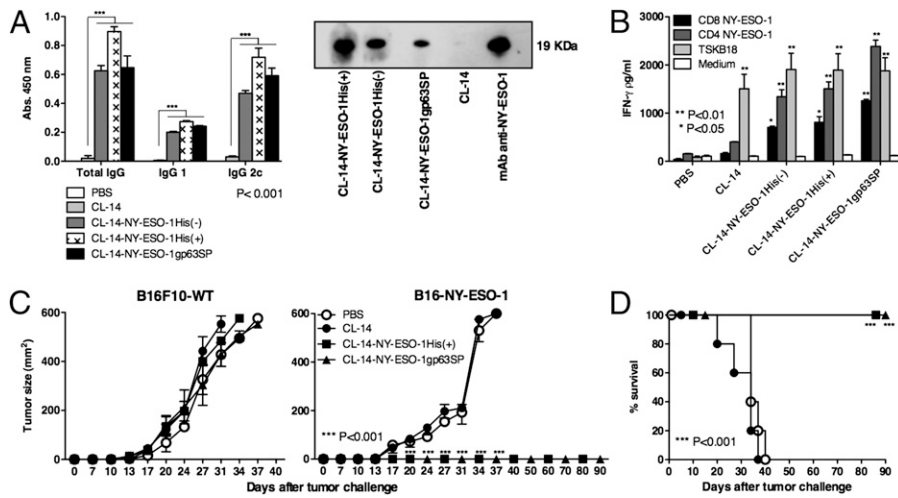 A
Abs. 450 nm
1.0
0.8
0.6
0.4
0.2
0.0
***
***
***
Total IgG
IgG 1
IgG 2c
P< 0.001
PBS
CL-14
CL-14-NY-ESO-1His(-)
CL-14-NY-ESO-1His(+)
CL-14-NY-ESO-1gp63SP
19 KDa
CL-14-NY-ESO-1His(+)
CL-14-NY-ESO-1His(-)
CL-14-NY-ESO-1gp63SP
CL-14
mAb anti-NY-ESO-1
B
IFN-γ ρg/ml
3000
2000
1000
0
CD8 NY-ESO-1
CD4 NY-ESO-1
TSKB18
Medium
** P<0.01
* P<0.05
**
* ** **
* ** **
** ** **
PBS
CL-14
CL-14-NY-ESO-1His(-)
CL-14-NY-ESO-1His(+)
CL-14-NY-ESO-1gp63SP
C
B16F10-WT
Tumor size (mm²)
600
400
200
0
0 7 10 13 17 20 24 27 31 34 37 40
B16-NY-ESO-1
600
400
200
0
PBS
CL-14
CL-14-NY-ESO-1His(+)
CL-14-NY-ESO-1gp63SP
*** P<0.001
*** *** *** *** *** ***
0 7 10 13 17 20 24 27 31 34 37 40 50 60 70 80 90
Days after tumor challenge
D
% survival
100
50
0
*** ***
*** P<0.001
0 10 20 30 40 50 60 70 80 90
Days after tumor challenge